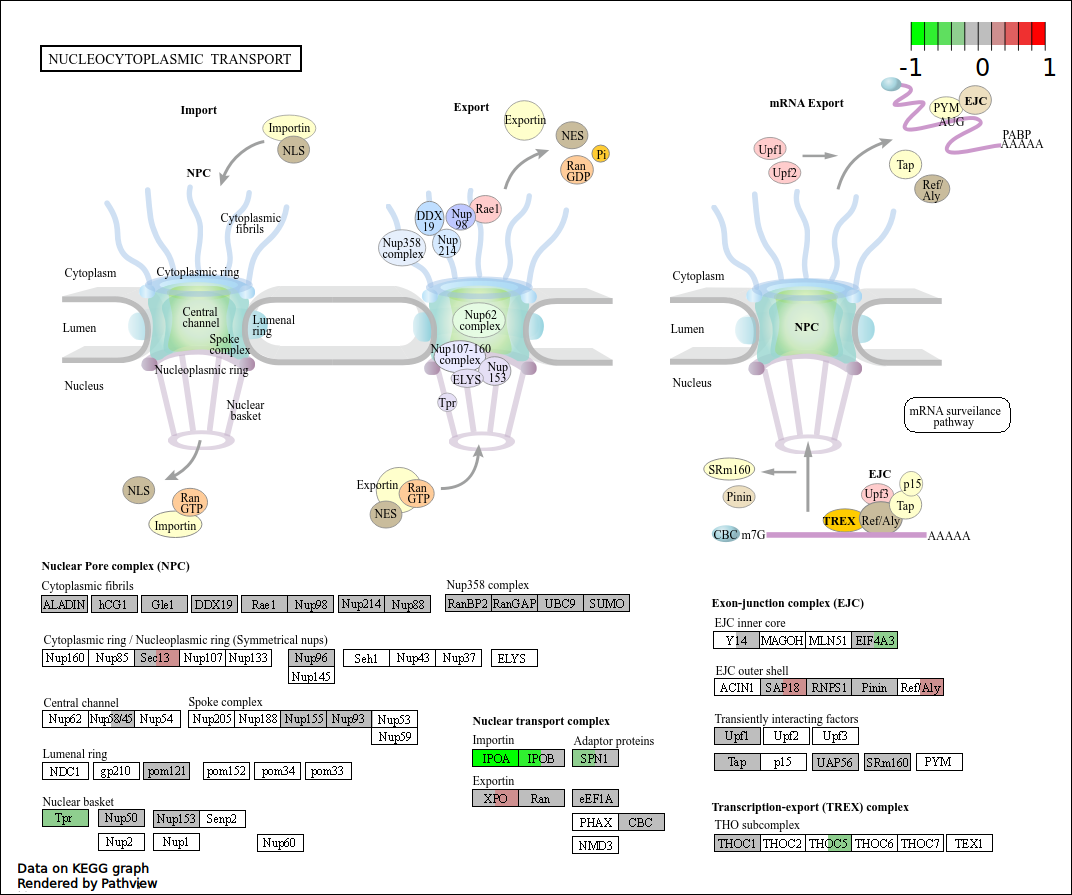 NUCLEOCYTOPLASMIC TRANSPORT
-1 0 1
Import
Importin
NLS
NPC
Cytoplasmic
fibrils
Cytoplasm
Cytoplasmic ring
Central
channel
Lumenal
ring
Lumen
Spoke
complex
Nucleoplasmic ring
Nucleus
Nuclear
basket
NLS
Ran
GTP
Importin
Export
Exportin
NES
Pi
Ran
GDP
DDX
19
Nup
98
Rae1
Nup358
complex
Nup
214
Nup62
complex
Nup107-160
complex
Nup
153
ELYS
Tpr
Exportin
Ran
GTP
NES
mRNA Export
PYM
EJC
AUG
PABP
AAAAA
Upf1
Upf2
Tap
Ref/
Aly
Cytoplasm
Lumen
NPC
Nucleus
mRNA surveilance
pathway
SRm160
Pinin
EJC
Upf3
p15
Tap
TREX
Ref/Aly
CBC
m7G
AAAAA
Nuclear Pore complex (NPC)
Cytoplasmic fibrils
ALADIN hCG1 Gle1 DDX19 Rae1 Nup98 Nup214 Nup88
Nup358 complex
RanBP2 RanGAP UBC9 SUMO
Cytoplasmic ring / Nucleoplasmic ring (Symmetrical nups)
Nup160 Nup85 Sec13 Nup107 Nup133 Nup96 Seh1 Nup43 Nup37 ELYS
Nup145
Central channel
Nup62 Nup58/45 Nup54
Spoke complex
Nup205 Nup188 Nup155 Nup93 Nup53
Nup59
Lumenal ring
NDC1 gp210 pom121 pom152 pom34 pom33
Nuclear basket
Tpr Nup50 Nup153 Senp2
Nup2 Nup1 Nup60
Nuclear transport complex
Importin
IPOA IPOB
Adaptor proteins
SPN1
Exportin
XPO Ran eEF1A
PHAX CBC
NMD3
Exon-junction complex (EJC)
EJC inner core
Y14 MAGOH MLN51 EIF4A3
EJC outer shell
ACIN1 SAP18 RNPS1 Pinin Ref/Aly
Transiently interacting factors
Upf1 Upf2 Upf3
Tap p15 UAP56 SRm160 PYM
Transcription-export (TREX) complex
THO subcomplex
THOC1 THOC2 THOC5 THOC6 THOC7 TEX1
Data on KEGG graph
Rendered by Pathview